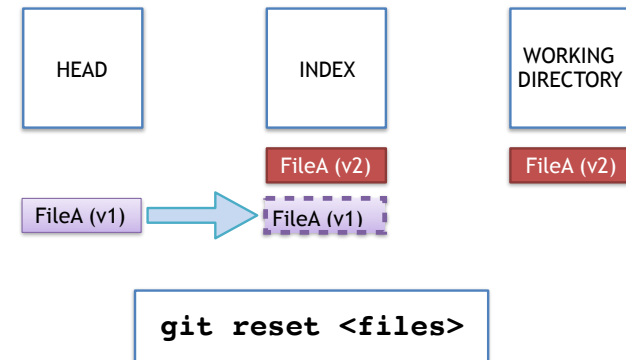 HEAD
INDEX
WORKING
DIRECTORY
FileA (v2)
FileA (v2)
FileA (v1)
FileA (v1)
git reset <files>